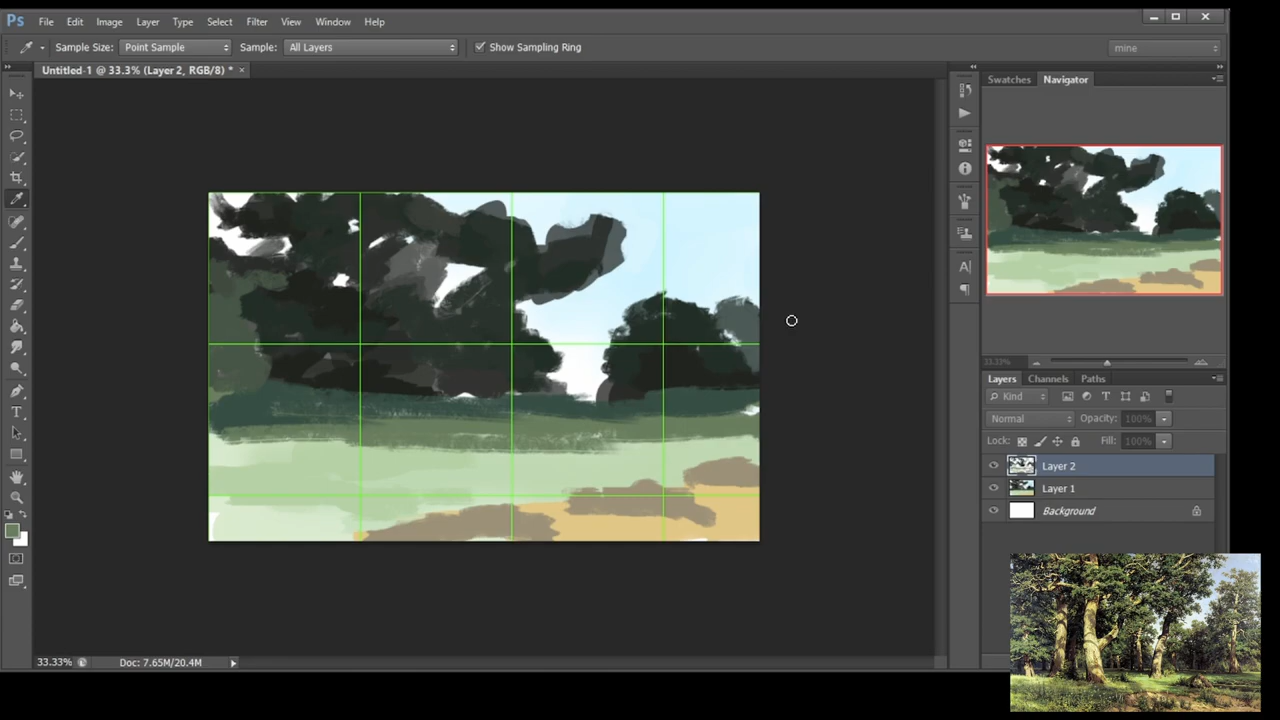 Ps File Edit Image Layer Type Select Filter View Window Help
Sample Size: Point Sample Sample: All Layers Show Sampling Ring mine
Untitled-1 @ 33.3% (Layer 2, RGB/8) * ×
Swatches Navigator
33.33%
Layers Channels Paths
Kind
Normal Opacity: 100%
Lock: Fill: 100%
Layer 2
Layer 1
Background
33.33% Doc: 7.65M/20.4M